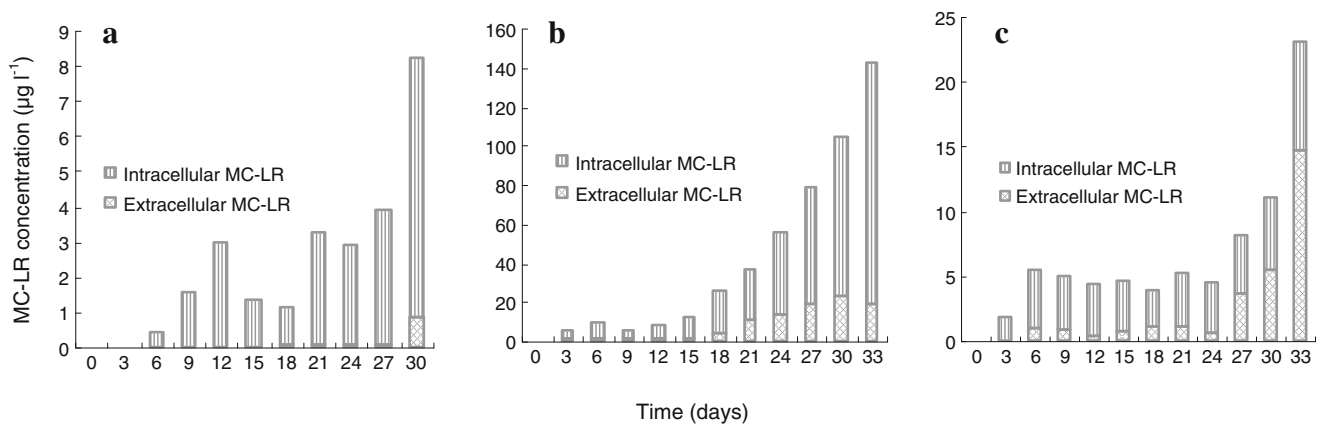 a
b
c
MC-LR concentration (µg l⁻¹)
9
8
7
6
5
4
3
2
1
0
Intracellular MC-LR
Extracellular MC-LR
0 3 6 9 12 15 18 21 24 27 30
160
140
120
100
80
60
40
20
0
Intracellular MC-LR
Extracellular MC-LR
0 3 6 9 12 15 18 21 24 27 30 33
25
20
15
10
5
0
Intracellular MC-LR
Extracellular MC-LR
0 3 6 9 12 15 18 21 24 27 30 33
Time (days)